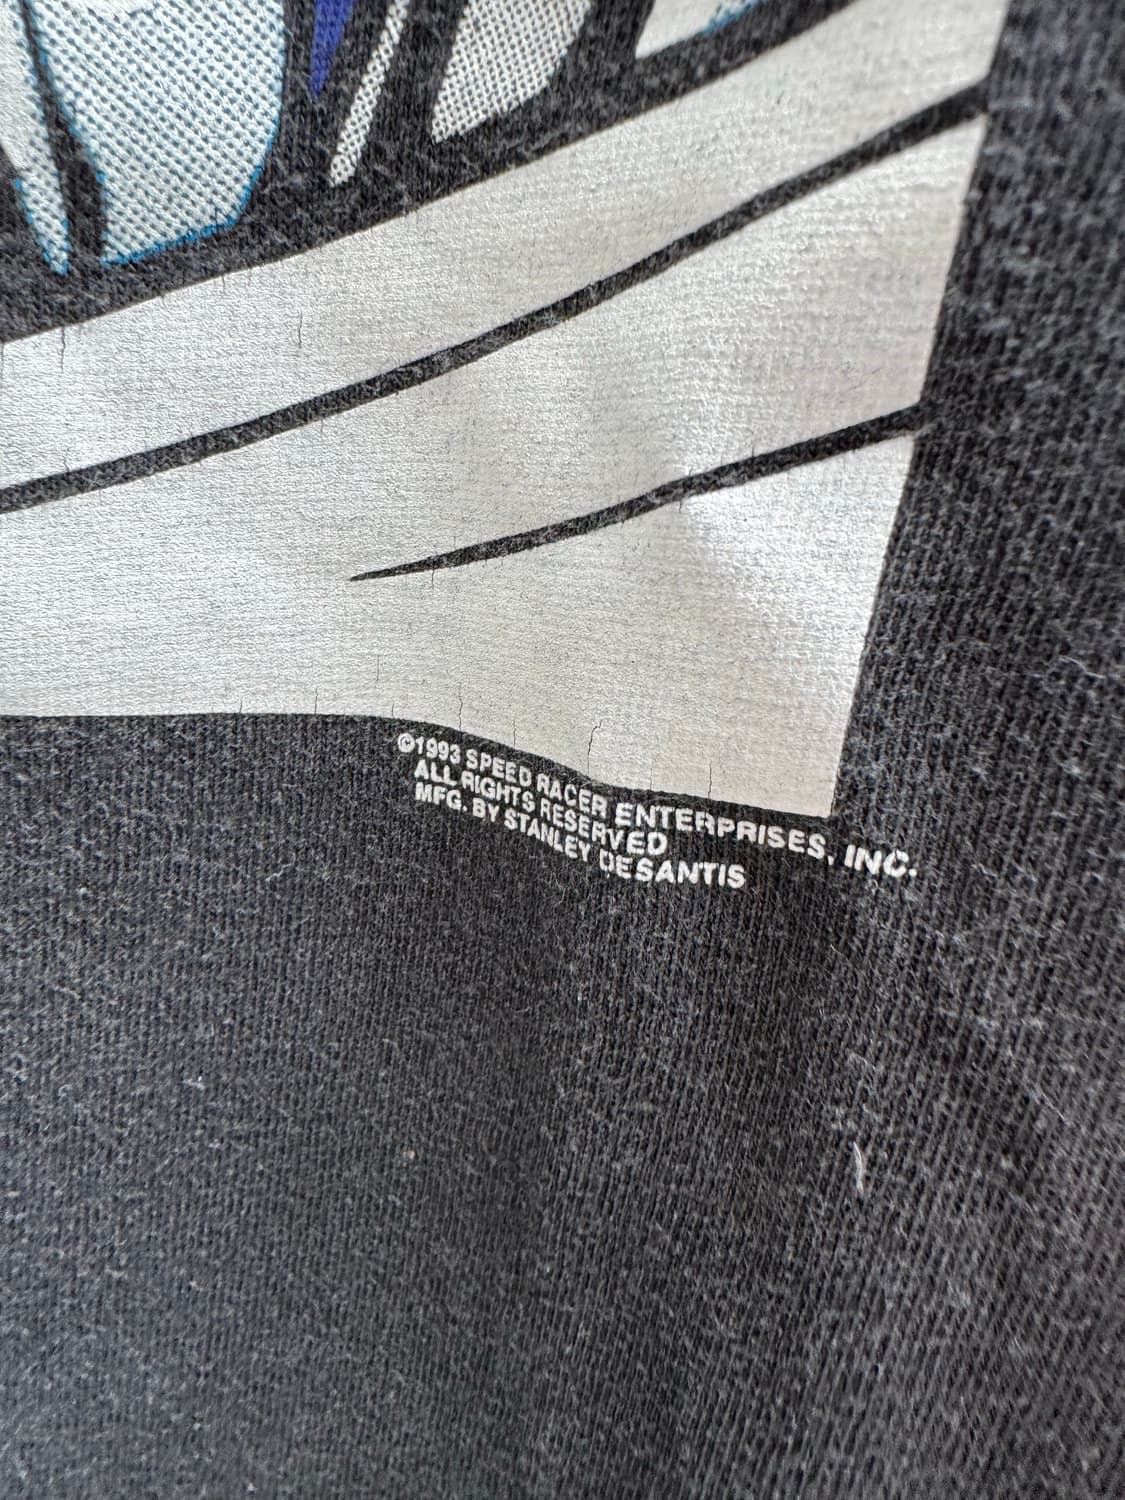 ©1993 SPEED RACER ENTERPRISES, INC.
ALL RIGHTS RESERVED
MFG. BY STANLEY DESANTIS